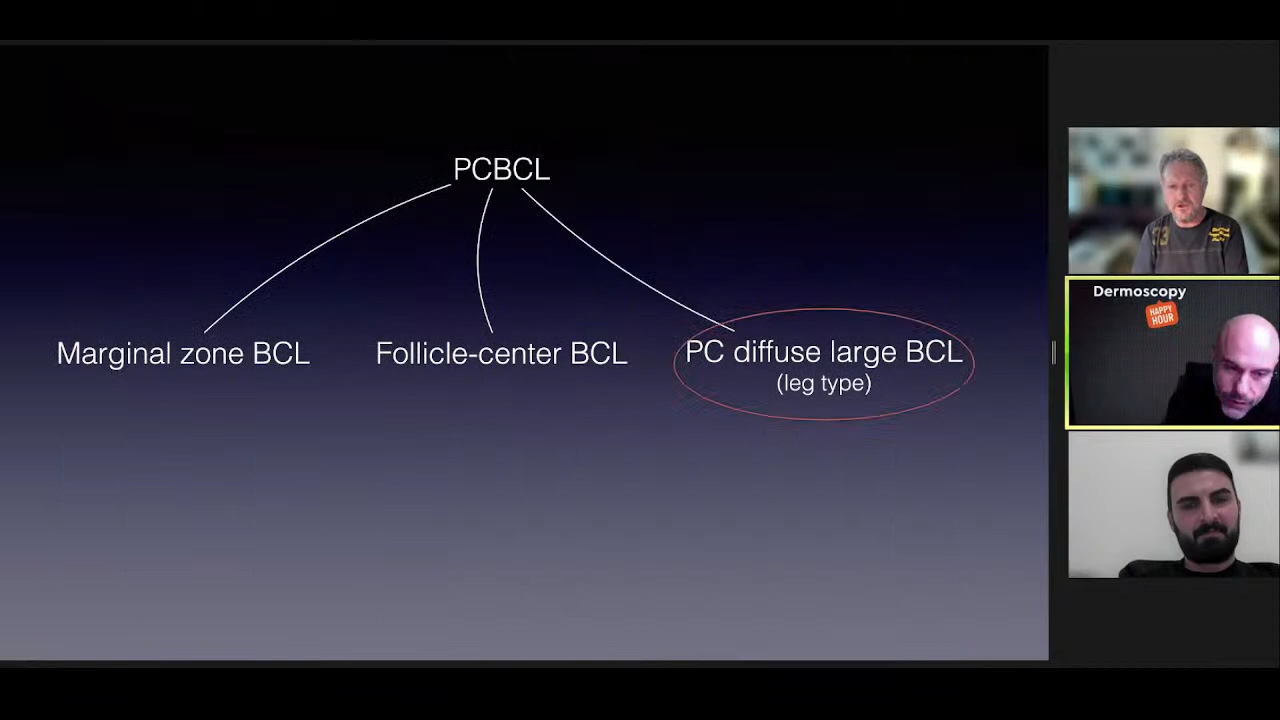 PCBCL
Marginal zone BCL
Follicle-center BCL
PC diffuse large BCL
(leg type)
Dermoscopy
HAPPY
HOUR